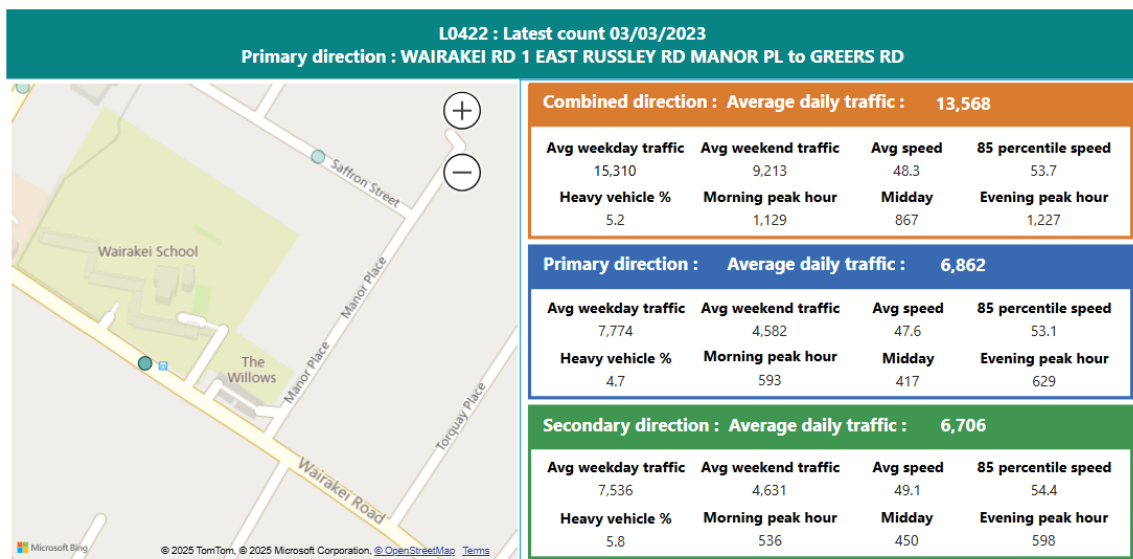 L0422 : Latest count 03/03/2023
Primary direction : WAIRAKEI RD 1 EAST RUSSLEY RD MANOR PL to GREERS RD
Saffron Street
Wairakei School
Manor Place
The
Willows
Manor Place
Torquay Place
Wairakei Road
Microsoft Bing
© 2025 TomTom, © 2025 Microsoft Corporation, © OpenStreetMap Terms
Combined direction : Average daily traffic : 13,568
Avg weekday traffic Avg weekend traffic Avg speed 85 percentile speed
15,310 9,213 48.3 53.7
Heavy vehicle % Morning peak hour Midday Evening peak hour
5.2 1,129 867 1,227
Primary direction : Average daily traffic : 6,862
Avg weekday traffic Avg weekend traffic Avg speed 85 percentile speed
7,774 4,582 47.6 53.1
Heavy vehicle % Morning peak hour Midday Evening peak hour
4.7 593 417 629
Secondary direction : Average daily traffic : 6,706
Avg weekday traffic Avg weekend traffic Avg speed 85 percentile speed
7,536 4,631 49.1 54.4
Heavy vehicle % Morning peak hour Midday Evening peak hour
5.8 536 450 598